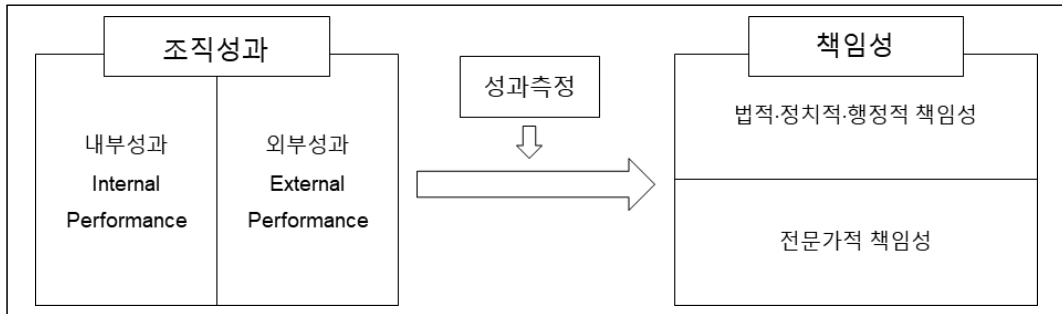 조직성과
내부성과
Internal
Performance
외부성과
External
Performance
성과측정
책임성
법적·정치적·행정적 책임성
전문가적 책임성